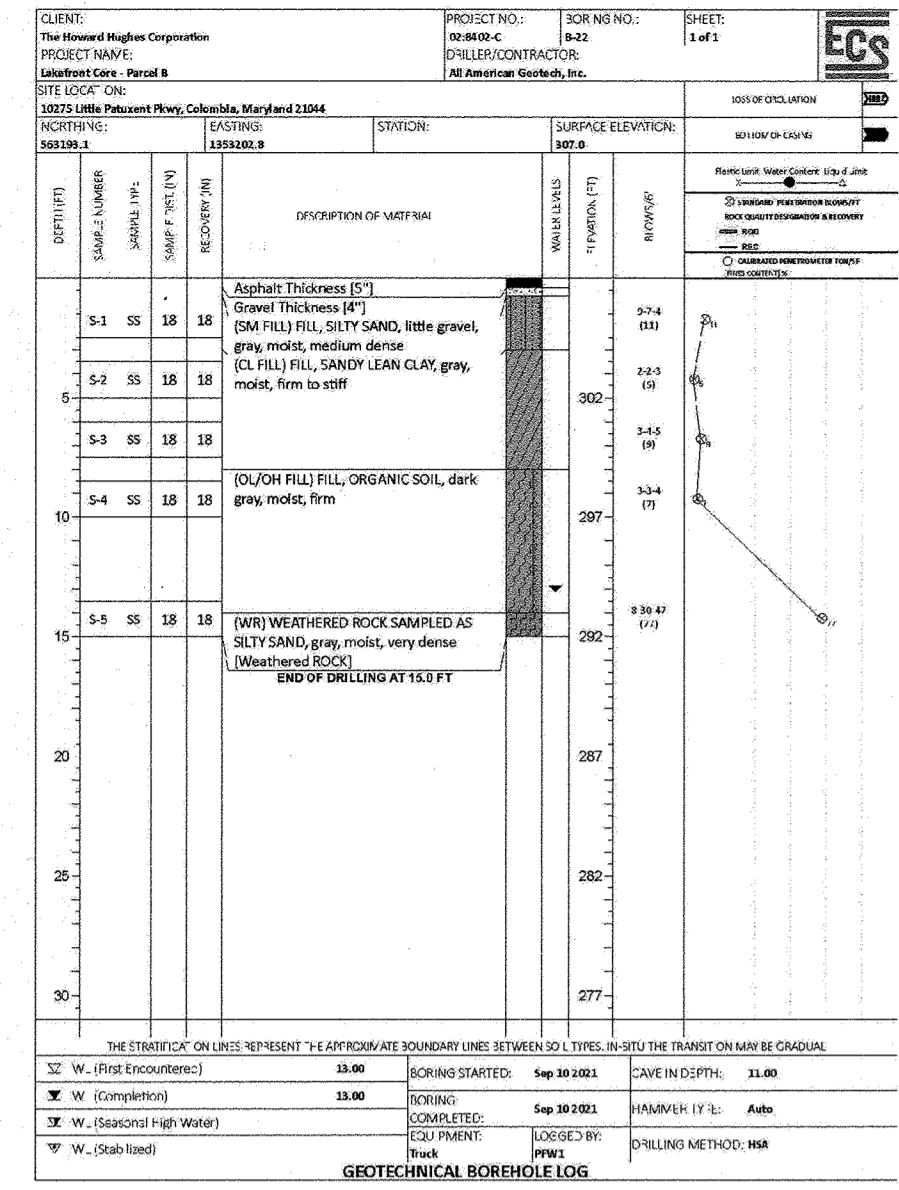 CLIENT:
The Howard Hughes Corporation
PROJECT NO.:
02:8402-C
BORING NO.:
B-22
SHEET:
1 of 1
ECS
PROJECT NAME:
Lakefront Core - Parcel B
DRILLER/CONTRACTOR:
All American Geotech, Inc.
SITE LOCATION:
10275 Little Patuxent Pkwy, Colombia, Maryland 21044
LOSS OF CIRCULATION
NORTHING:
563193.1
EASTING:
1353202.8
STATION:
SURFACE ELEVATION:
307.0
BOTTOM OF CASING
DEPTH (FT)
SAMPLE NUMBER
SAMPLE TYPE
SAMPLE DIST. (IN)
RECOVERY (IN)
DESCRIPTION OF MATERIAL
WATER LEVELS
ELEVATION (FT)
BLOWS/6"
Plastic Limit Water Content Liquid Limit
STANDARD PENETRATION BLOWS/FT
ROCK QUALITY DESIGNATION & RECOVERY
RQD
REC
CALIBRATED PENETROMETER TON/SF
[FINES CONTENT] %
Asphalt Thickness [5"]
Gravel Thickness [4"]
S-1 SS 18 18
(SM FILL) FILL, SILTY SAND, little gravel,
gray, moist, medium dense
9-7-4
(11)
11
S-2 SS 18 18
(CL FILL) FILL, SANDY LEAN CLAY, gray,
moist, firm to stiff
2-2-3
(5)
5
5
302
S-3 SS 18 18
3-4-5
(9)
9
S-4 SS 18 18
(OL/OH FILL) FILL, ORGANIC SOIL, dark
gray, moist, firm
3-3-4
(7)
7
10
297
S-5 SS 18 18
(WR) WEATHERED ROCK SAMPLED AS
SILTY SAND, gray, moist, very dense
[Weathered ROCK]
8 30 47
(77)
77
15
292
END OF DRILLING AT 15.0 FT
20
287
25
282
30
277
THE STRATIFICATION LINES REPRESENT THE APPROXIMATE BOUNDARY LINES BETWEEN SOIL TYPES. IN-SITU THE TRANSITION MAY BE GRADUAL
WL (First Encountered) 13.00
BORING STARTED: Sep 10 2021
CAVE IN DEPTH: 11.00
WL (Completion) 13.00
BORING
COMPLETED: Sep 10 2021
HAMMER TYPE: Auto
WL (Seasonal High Water)
WL (Stabilized)
EQUIPMENT:
Truck
LOGGED BY:
PFW1
DRILLING METHOD: HSA
GEOTECHNICAL BOREHOLE LOG